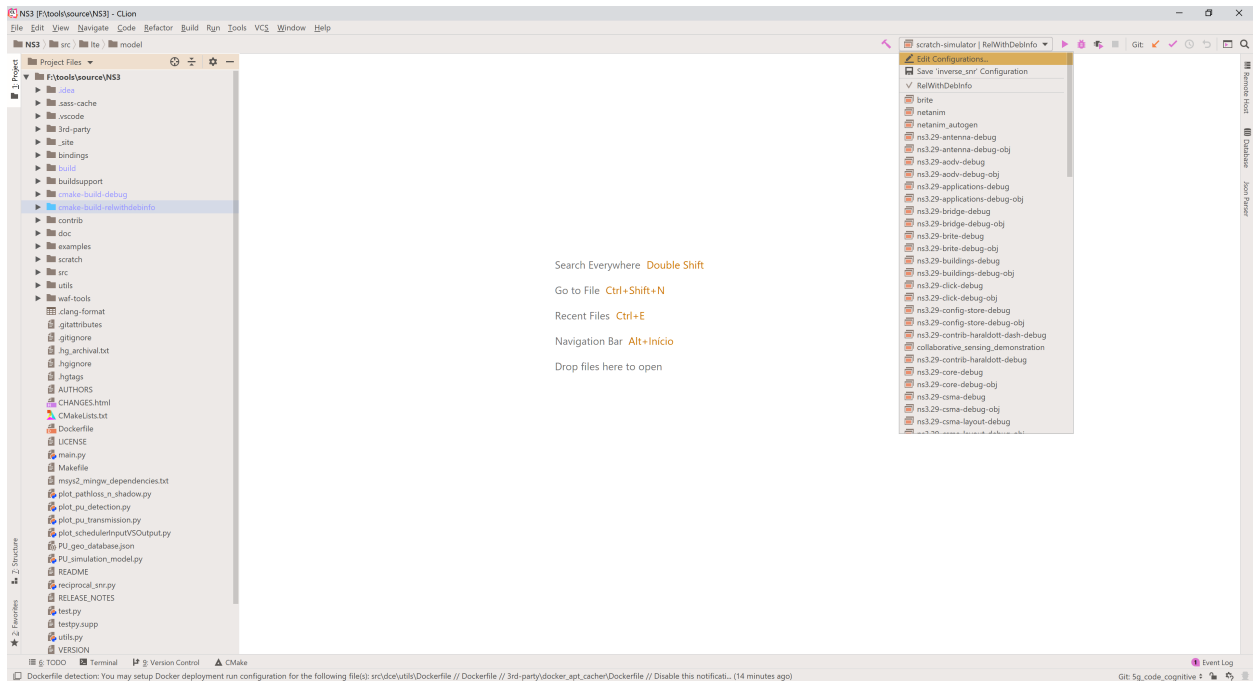 NS3 [F:\tools\source\NS3] - CLion
File Edit View Navigate Code Refactor Build Run Tools VCS Window Help
NS3 src lte model
scratch-simulator | RelWithDebInfo
Git:
1: Project
Project Files
F:\tools\source\NS3
.idea
.sass-cache
.vscode
3rd-party
_site
bindings
build
buildsupport
cmake-build-debug
cmake-build-relwithdebinfo
contrib
doc
examples
scratch
src
utils
waf-tools
.clang-format
.gitattributes
.gitignore
.hg_archival.txt
.hgignore
.hgtags
AUTHORS
CHANGES.html
CMakeLists.txt
Dockerfile
LICENSE
main.py
Makefile
msys2_mingw_dependencies.txt
plot_pathloss_n_shadow.py
plot_pu_detection.py
plot_pu_transmission.py
plot_schedulerInputVSOutput.py
PU_geo_database.json
PU_simulation_model.py
README
reciprocal_snr.py
RELEASE_NOTES
test.py
testpy.supp
utils.py
VERSION
7: Structure
2: Favorites
Search Everywhere Double Shift
Go to File Ctrl+Shift+N
Recent Files Ctrl+E
Navigation Bar Alt+Início
Drop files here to open
Edit Configurations...
Save 'inverse_snr' Configuration
RelWithDebInfo
brite
netanim
netanim_autogen
ns3.29-antenna-debug
ns3.29-antenna-debug-obj
ns3.29-aodv-debug
ns3.29-aodv-debug-obj
ns3.29-applications-debug
ns3.29-applications-debug-obj
ns3.29-bridge-debug
ns3.29-bridge-debug-obj
ns3.29-brite-debug
ns3.29-brite-debug-obj
ns3.29-buildings-debug
ns3.29-buildings-debug-obj
ns3.29-click-debug
ns3.29-click-debug-obj
ns3.29-config-store-debug
ns3.29-config-store-debug-obj
ns3.29-contrib-haraldott-dash-debug
collaborative_sensing_demonstration
ns3.29-contrib-haraldott-debug
ns3.29-core-debug
ns3.29-core-debug-obj
ns3.29-csma-debug
ns3.29-csma-debug-obj
ns3.29-csma-layout-debug
ns3.29-csma-layout-debug-obj
Remote Host
Database
Json Parser
6: TODO Terminal 9: Version Control CMake
Event Log
Dockerfile detection: You may setup Docker deployment run configuration for the following file(s): src\dce\utils\Dockerfile // Dockerfile // 3rd-party\docker_apt_cacher\Dockerfile // Disable this notificati... (14 minutes ago)
Git: 5g_code_cognitive